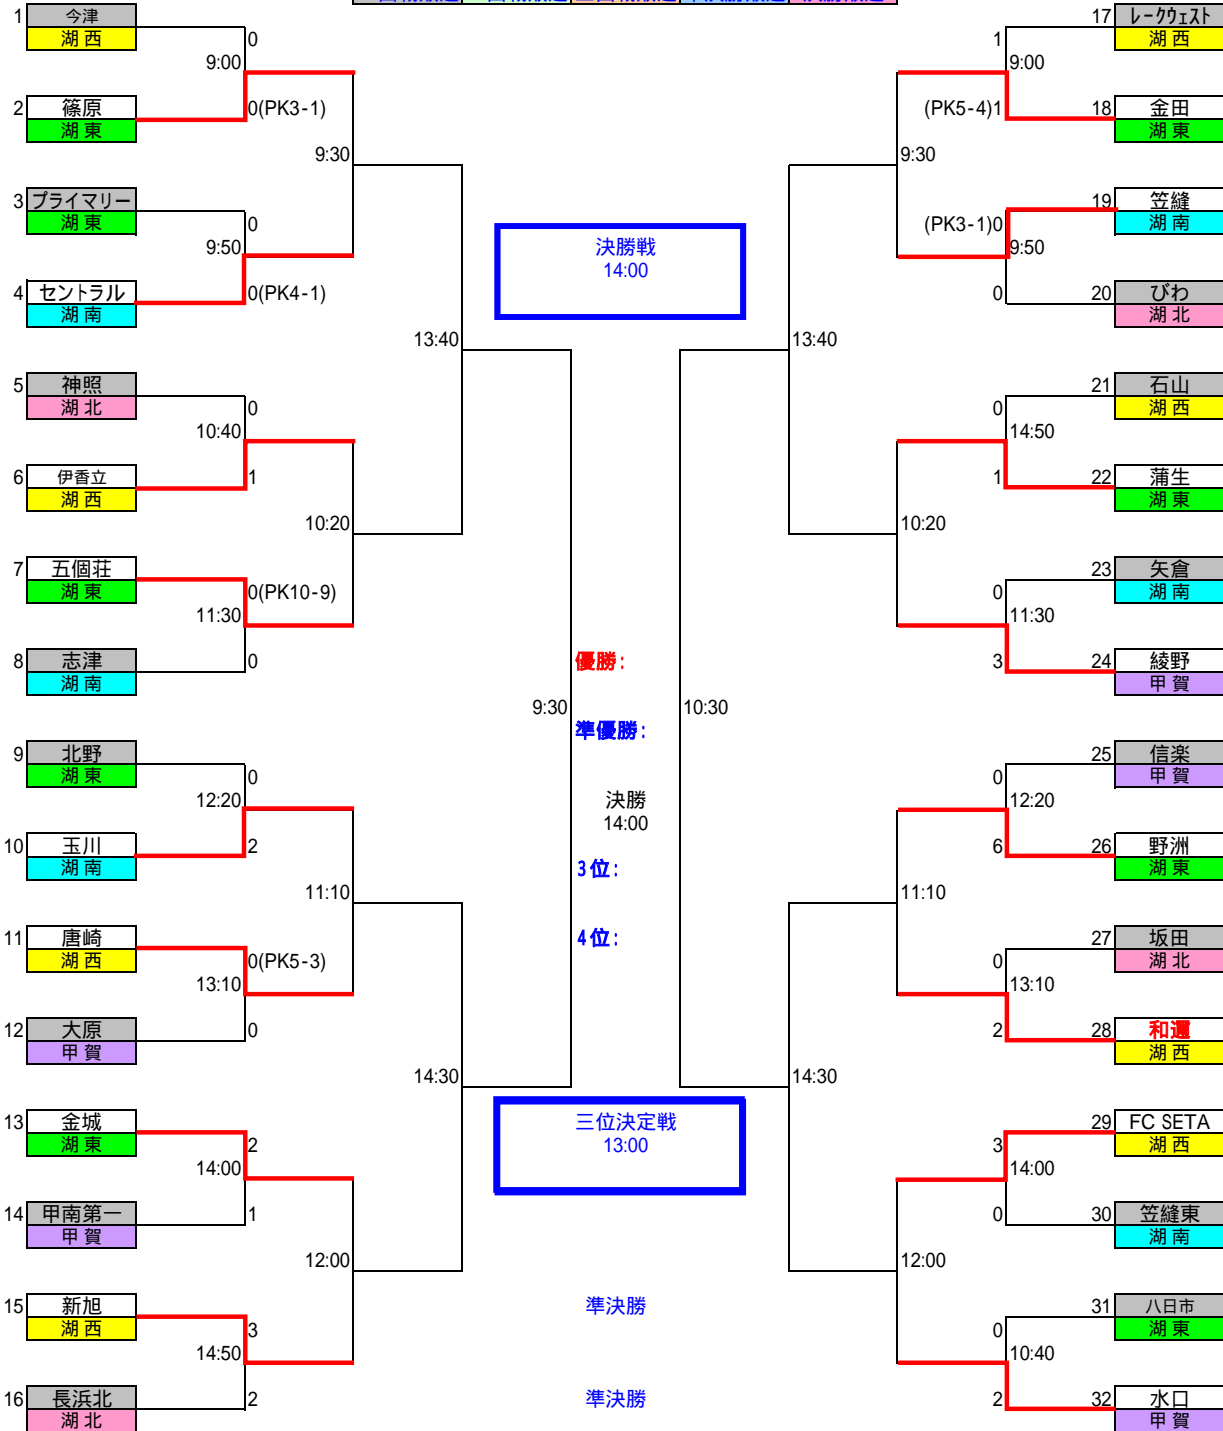 1 今津
湖西
0
9:00
2 篠原
湖東
0(PK3-1)
9:30
3 プライマリー
湖東
0
9:50
4 セントラル
湖南
0(PK4-1)
13:40
5 神照
湖北
0
10:40
6 伊香立
湖西
1
10:20
7 五個荘
湖東
0(PK10-9)
11:30
8 志津
湖南
0
9:30
9 北野
湖東
0
12:20
10 玉川
湖南
2
11:10
11 唐崎
湖西
0(PK5-3)
13:10
12 大原
甲賀
0
14:30
13 金城
湖東
2
14:00
14 甲南第一
甲賀
1
12:00
15 新旭
湖西
3
14:50
16 長浜北
湖北
2
決勝戦
14:00
優勝:
準優勝:
決勝
14:00
3位:
4位:
三位決定戦
13:00
準決勝
準決勝
17 レークウェスト
湖西
1
9:00
(PK5-4)1
18 金田
湖東
9:30
19 笠縫
湖南
(PK3-1)0
9:50
0
20 びわ
湖北
13:40
21 石山
湖西
0
14:50
1
22 蒲生
湖東
10:20
23 矢倉
湖南
0
11:30
3
24 綾野
甲賀
10:30
25 信楽
甲賀
0
12:20
6
26 野洲
湖東
11:10
27 坂田
湖北
0
13:10
2
28 和邇
湖西
14:30
29 FC SETA
湖西
3
14:00
0
30 笠縫東
湖南
12:00
31 八日市
湖東
0
10:40
2
32 水口
甲賀